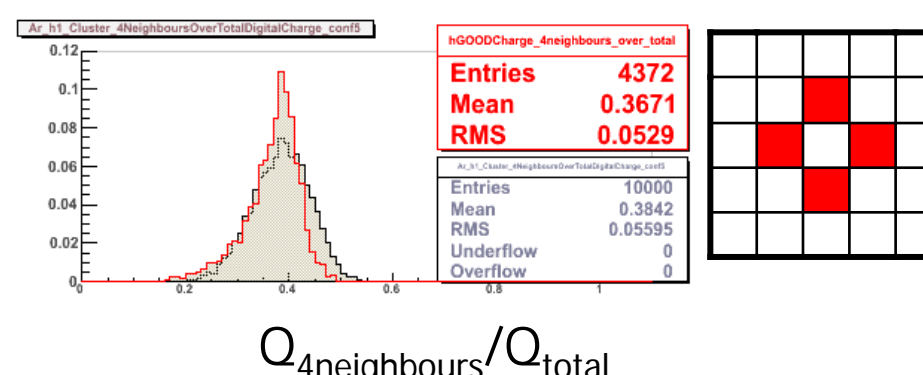 Ar_h1_Cluster_4NeighboursOverTotalDigitalCharge_conf5
hGOODCharge_4neighbours_over_total
Entries 4372
Mean 0.3671
RMS 0.0529
Ar_h1_Cluster_4NeighboursOverTotalDigitalCharge_conf5
Entries 10000
Mean 0.3842
RMS 0.05595
Underflow 0
Overflow 0
0.12
0.1
0.08
0.06
0.04
0.02
0
0 0.2 0.4 0.6 0.8 1
Q4neighbours/Qtotal